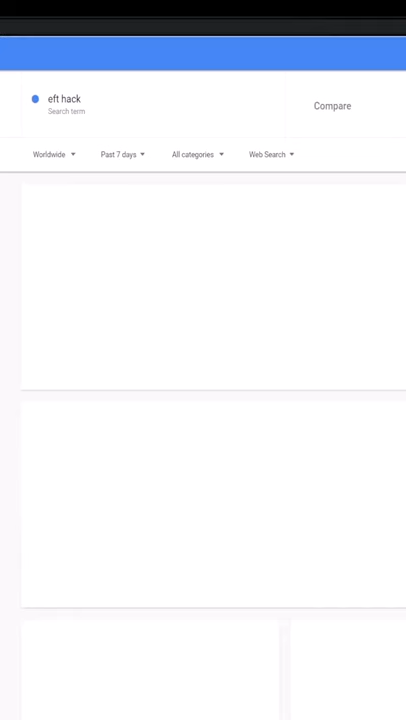 eft hack
Search term
Compare
Worldwide
Past 7 days
All categories
Web Search